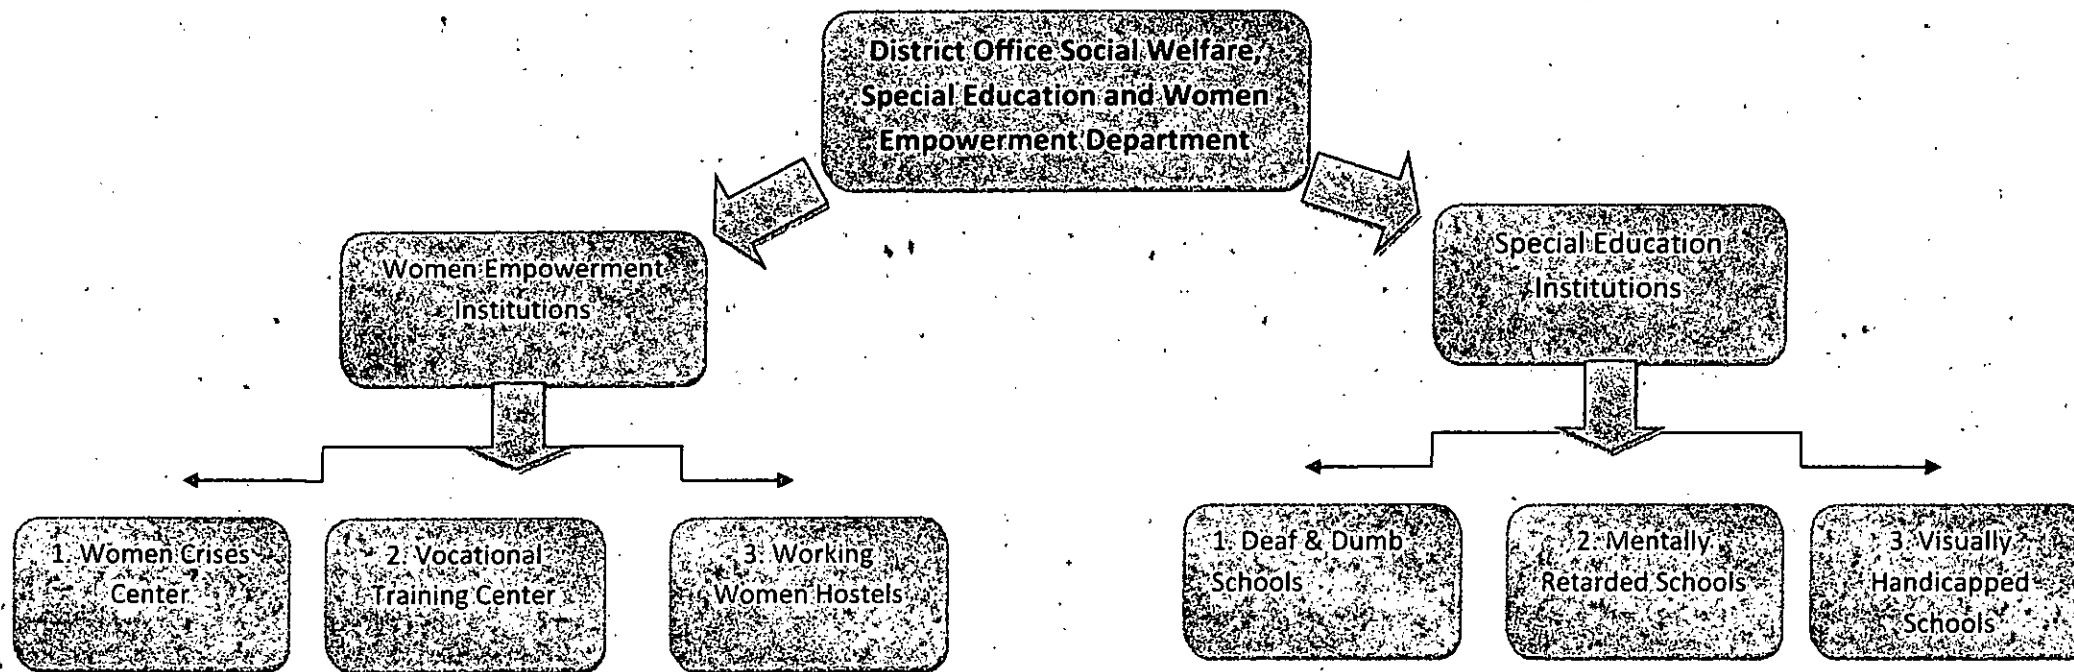 District Office Social Welfare,
Special Education and Women
Empowerment Department
Women Empowerment
Institutions
Special Education
Institutions
1. Women Crises
Center
2. Vocational
Training Center
3. Working
Women Hostels
1. Deaf & Dumb
Schools
2. Mentally
Retarded Schools
3. Visually
Handicapped
Schools